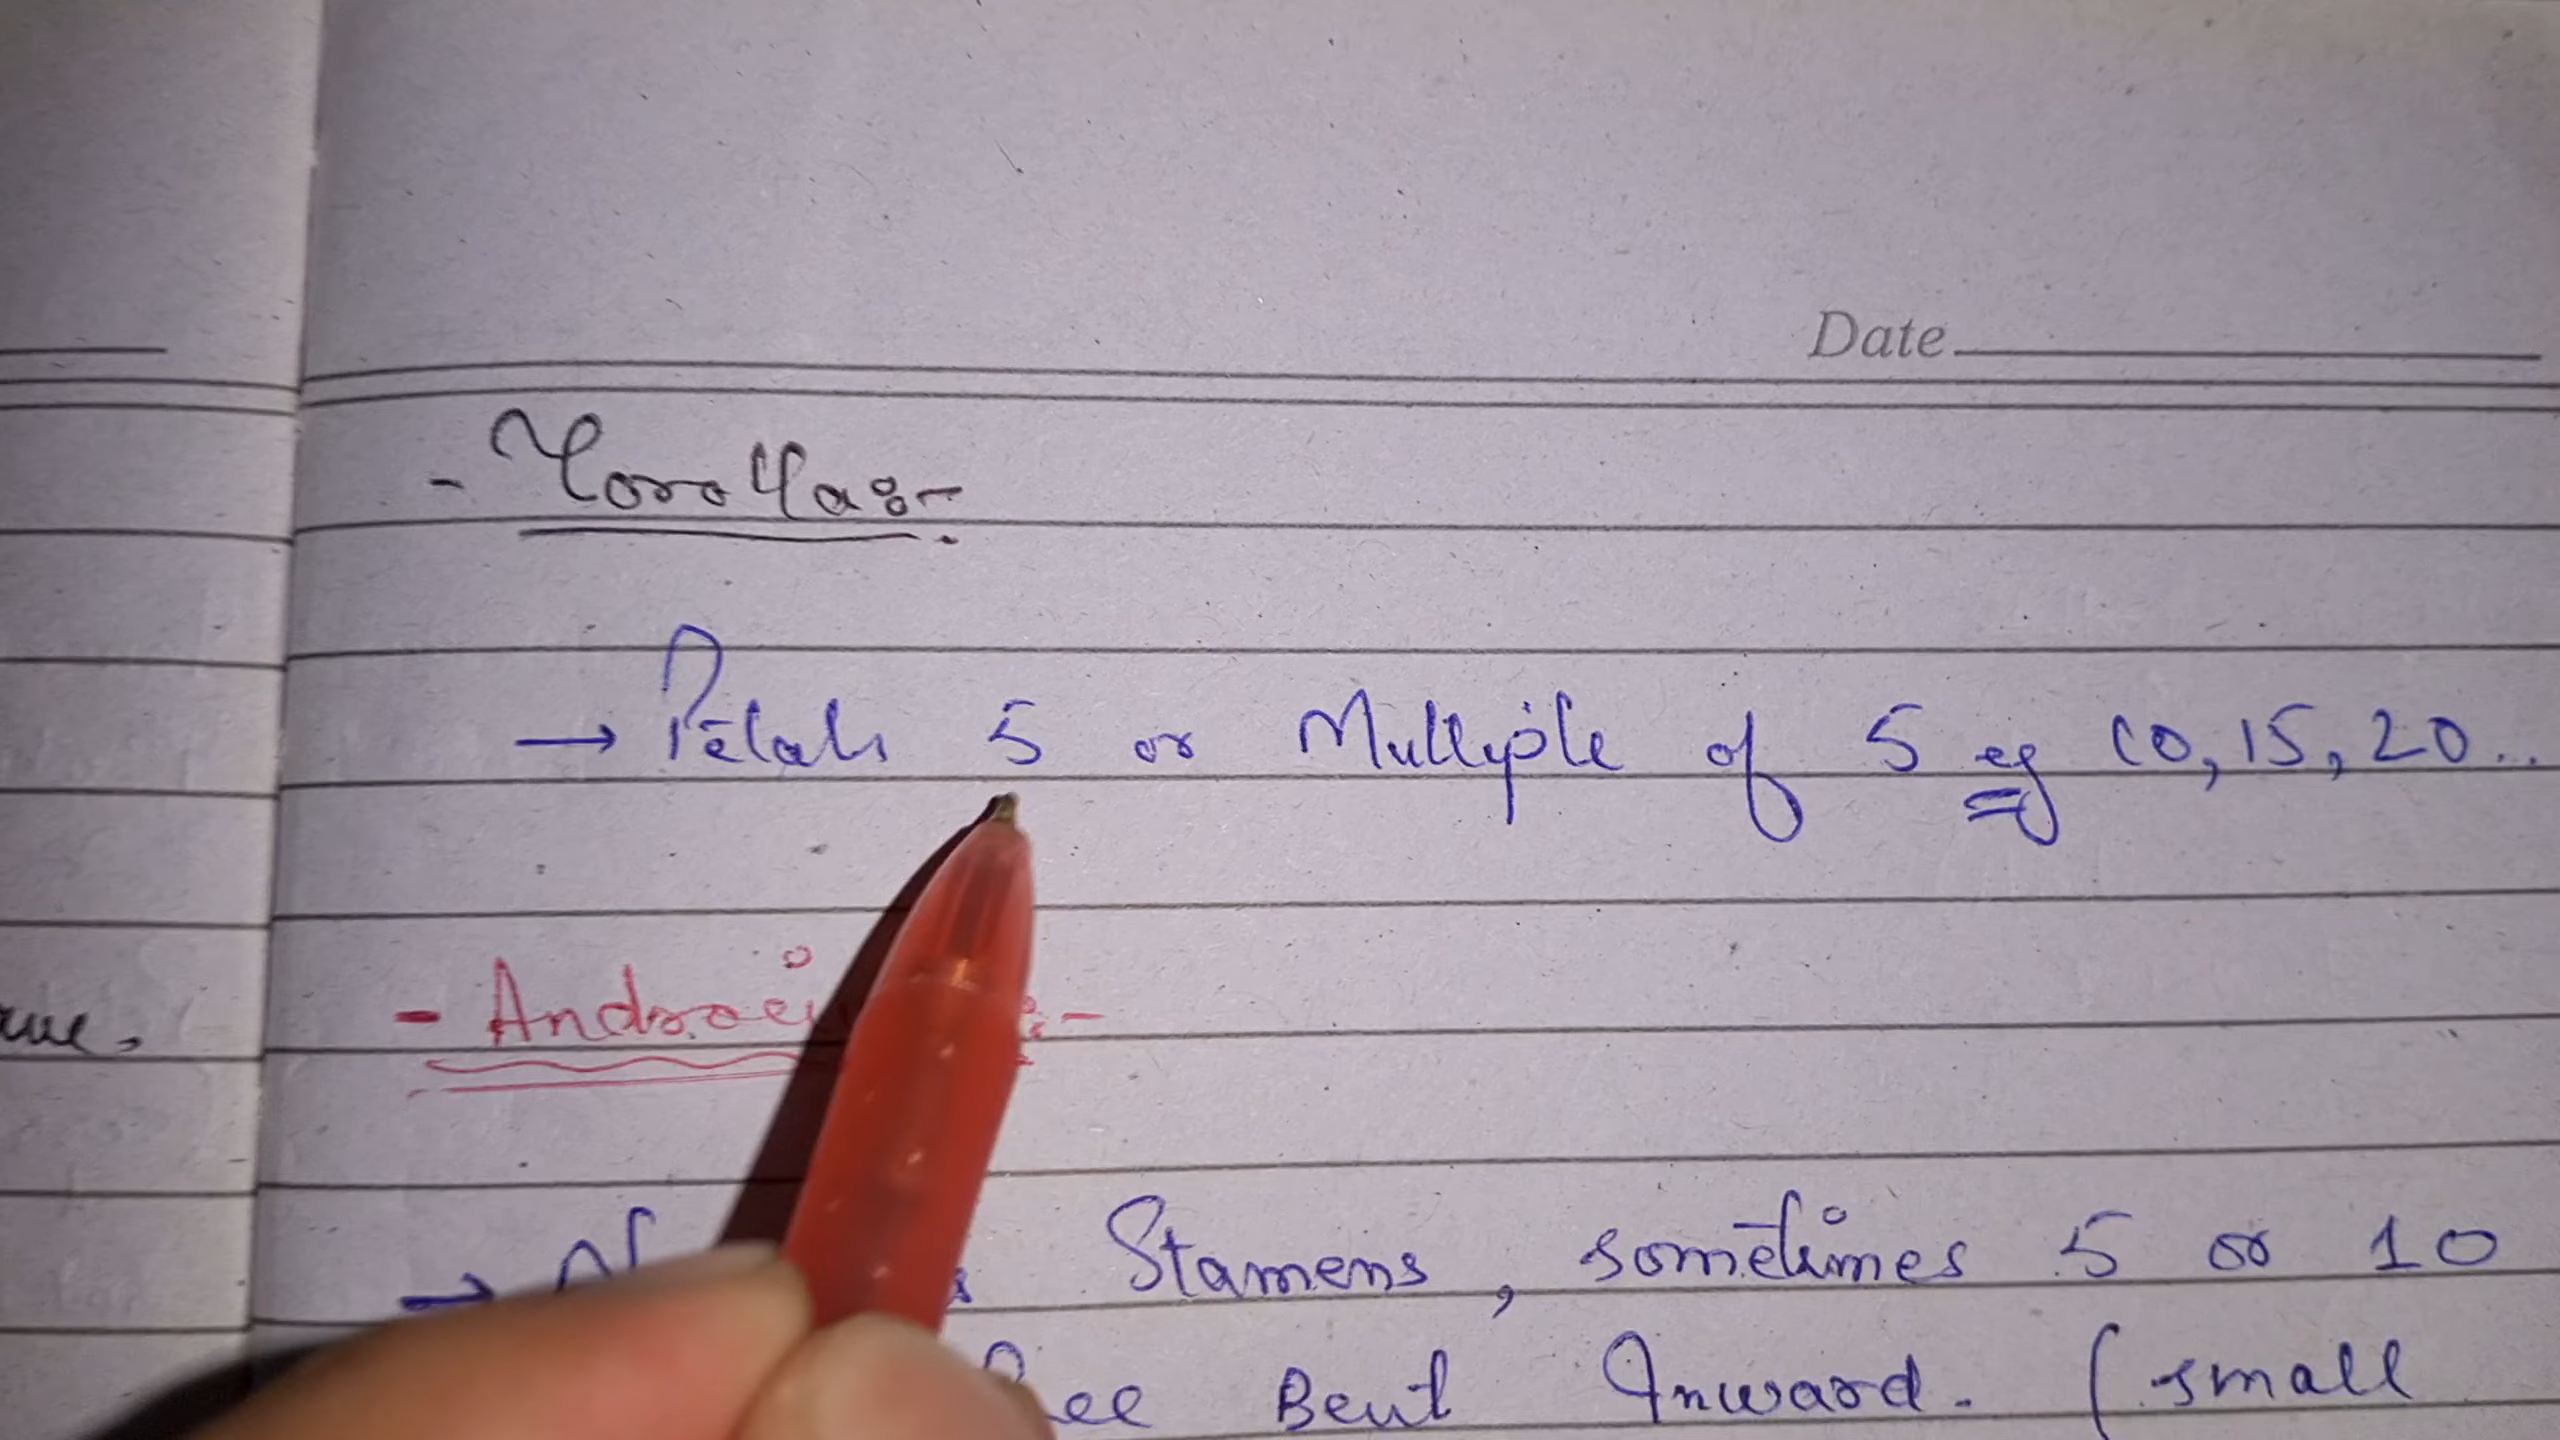 Date
- Corolla:-
→ Petals 5 or Multiple of 5 eg 10, 15, 20..
- :-
→ Stamens, sometimes 5 or 10
Bent Inward. (small